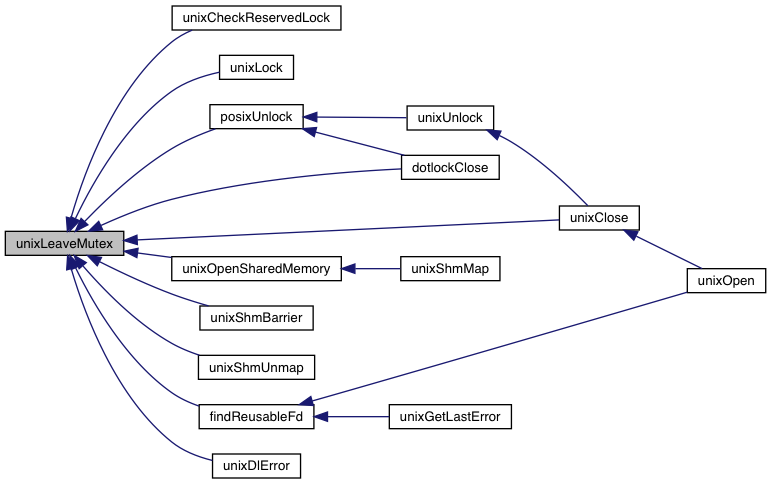 unixCheckReservedLock
unixLock
posixUnlock
unixUnlock
dotlockClose
unixClose
unixLeaveMutex
unixOpenSharedMemory
unixShmMap
unixOpen
unixShmBarrier
unixShmUnmap
findReusableFd
unixGetLastError
unixDlError